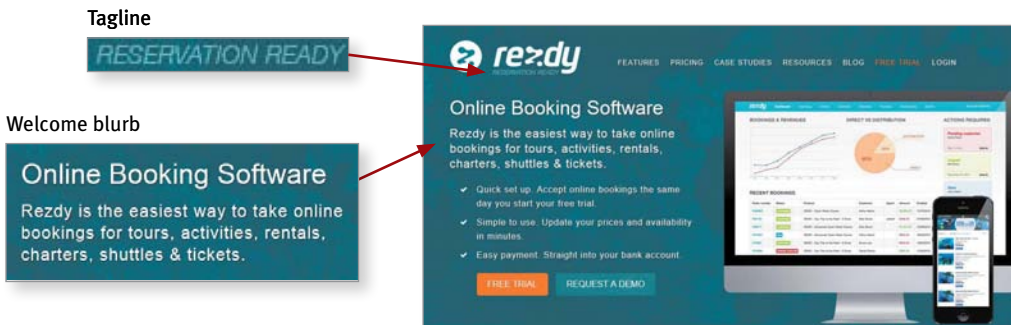 Tagline
RESERVATION READY
Welcome blurb
Online Booking Software
Rezdy is the easiest way to take online
bookings for tours, activities, rentals,
charters, shuttles & tickets.
rezdy
RESERVATION READY
FEATURES PRICING CASE STUDIES RESOURCES BLOG FREE TRIAL LOGIN
Online Booking Software
Rezdy is the easiest way to take online
bookings for tours, activities, rentals,
charters, shuttles & tickets.
✓ Quick set up. Accept online bookings the same
day you start your free trial.
✓ Simple to use. Update your prices and availability
in minutes.
✓ Easy payment. Straight into your bank account.
FREE TRIAL REQUEST A DEMO
rezdy
BOOKINGS & REVENUES DIRECT VS DISTRIBUTION ACTIONS REQUIRED
RECENT BOOKINGS